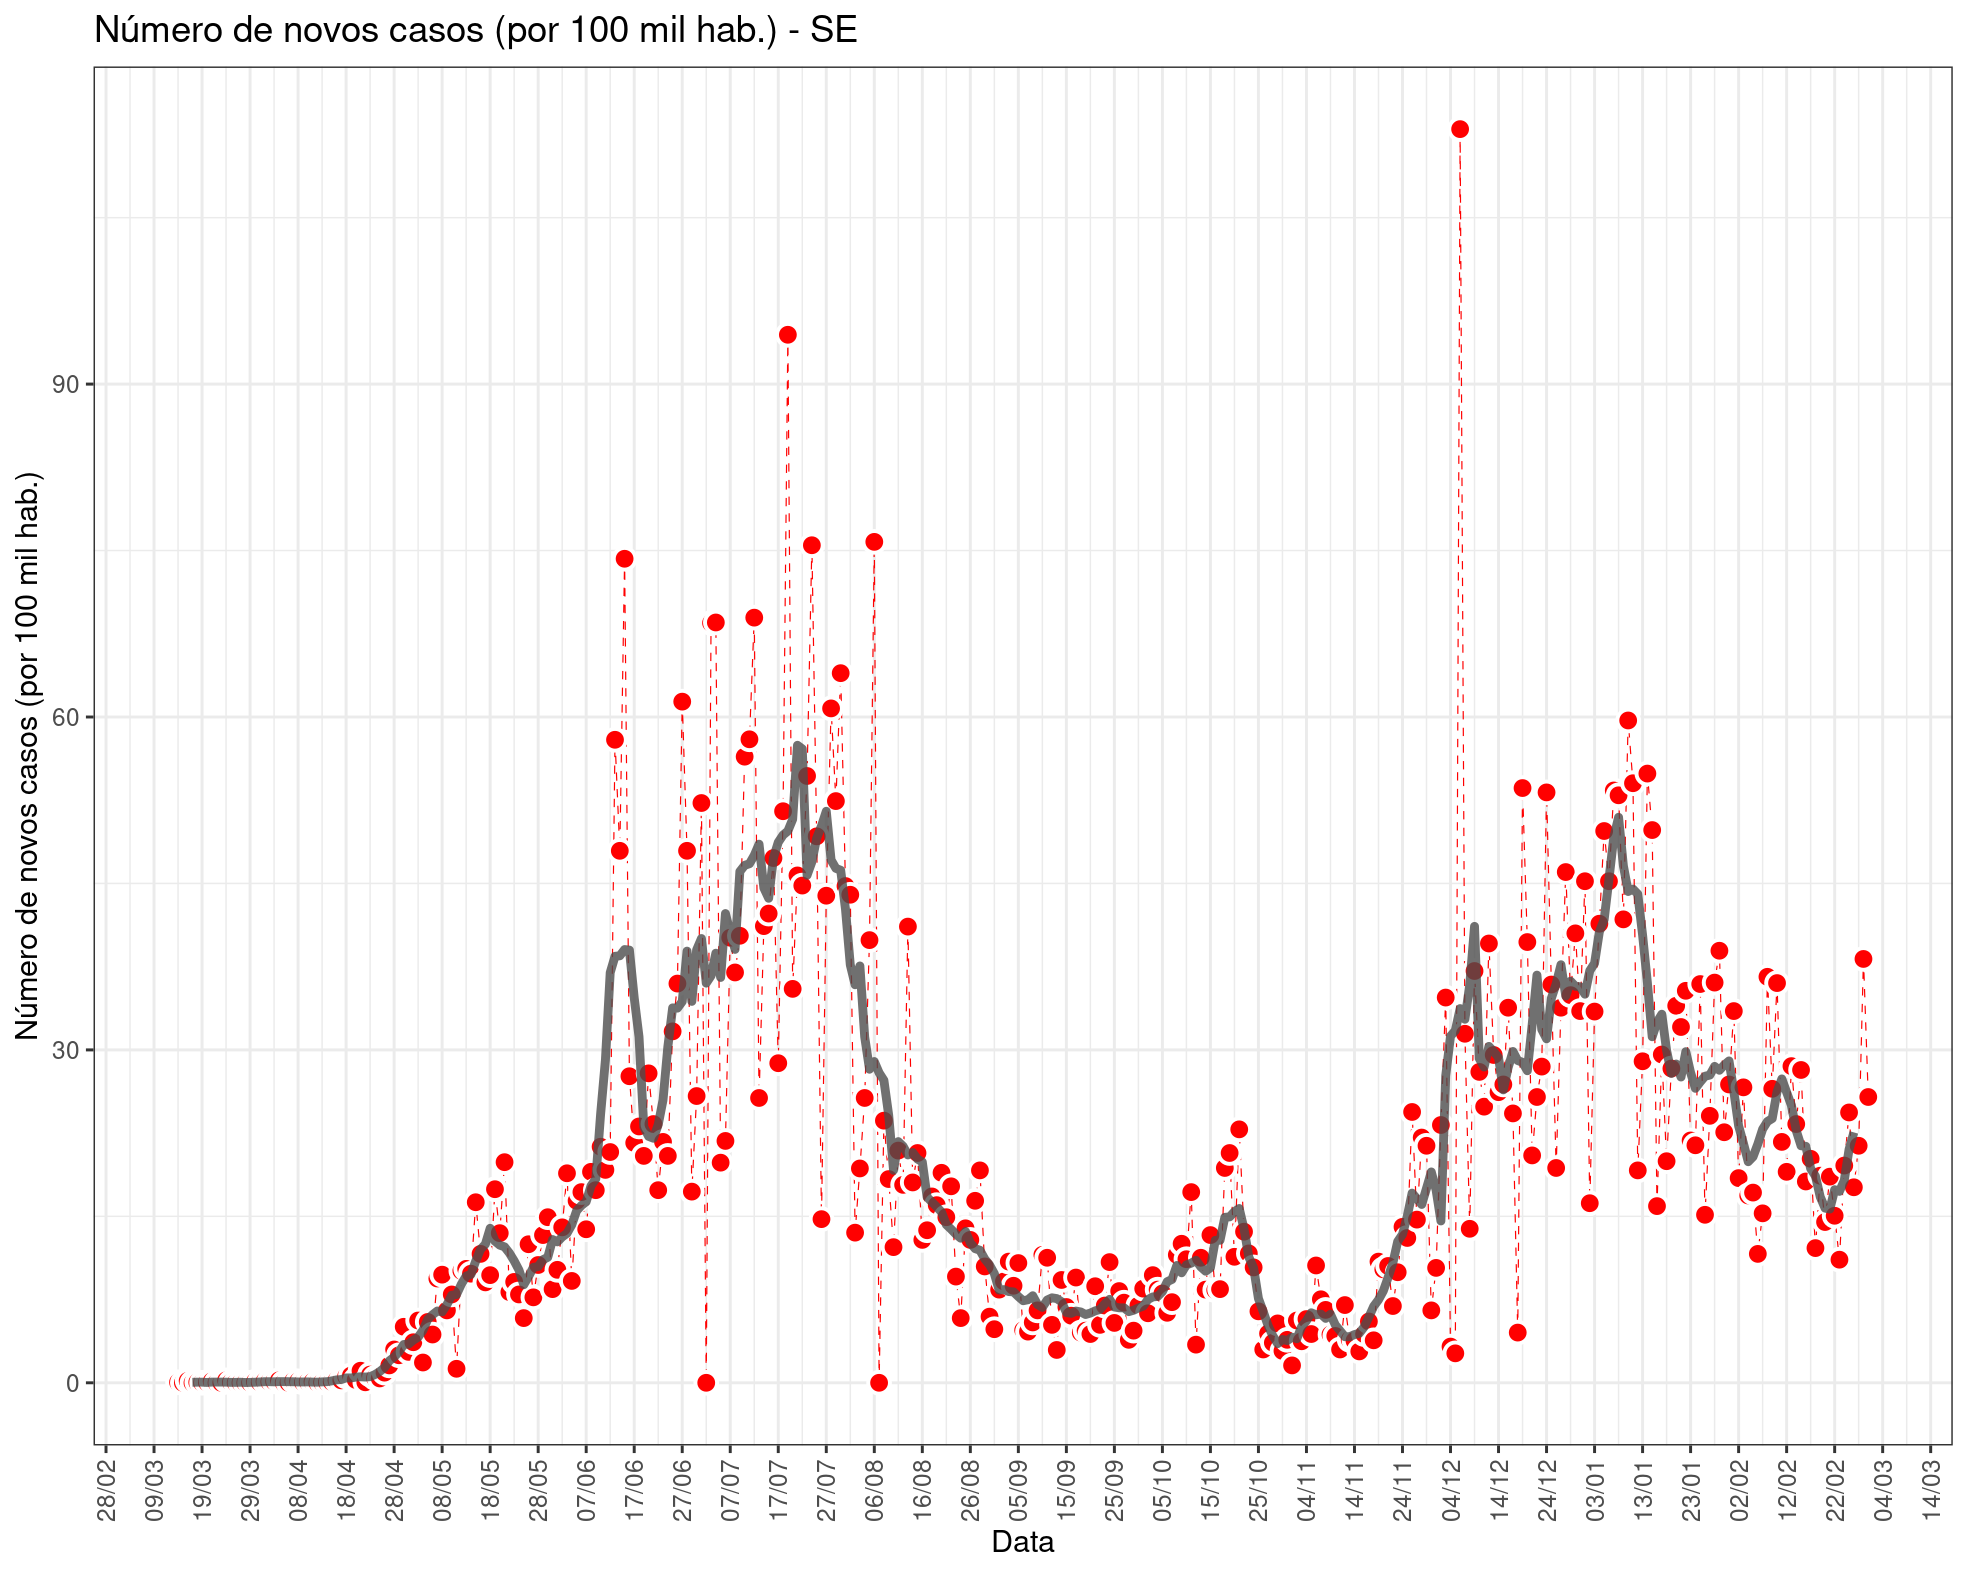 Número de novos casos (por 100 mil hab.) - SE
Número de novos casos (por 100 mil hab.)
90
60
30
0
28/02 09/03 19/03 29/03 08/04 18/04 28/04 08/05 18/05 28/05 07/06 17/06 27/06 07/07 17/07 27/07 06/08 16/08 26/08 05/09 15/09 25/09 05/10 15/10 25/10 04/11 14/11 24/11 04/12 14/12 24/12 03/01 13/01 23/01 02/02 12/02 22/02 04/03 14/03
Data